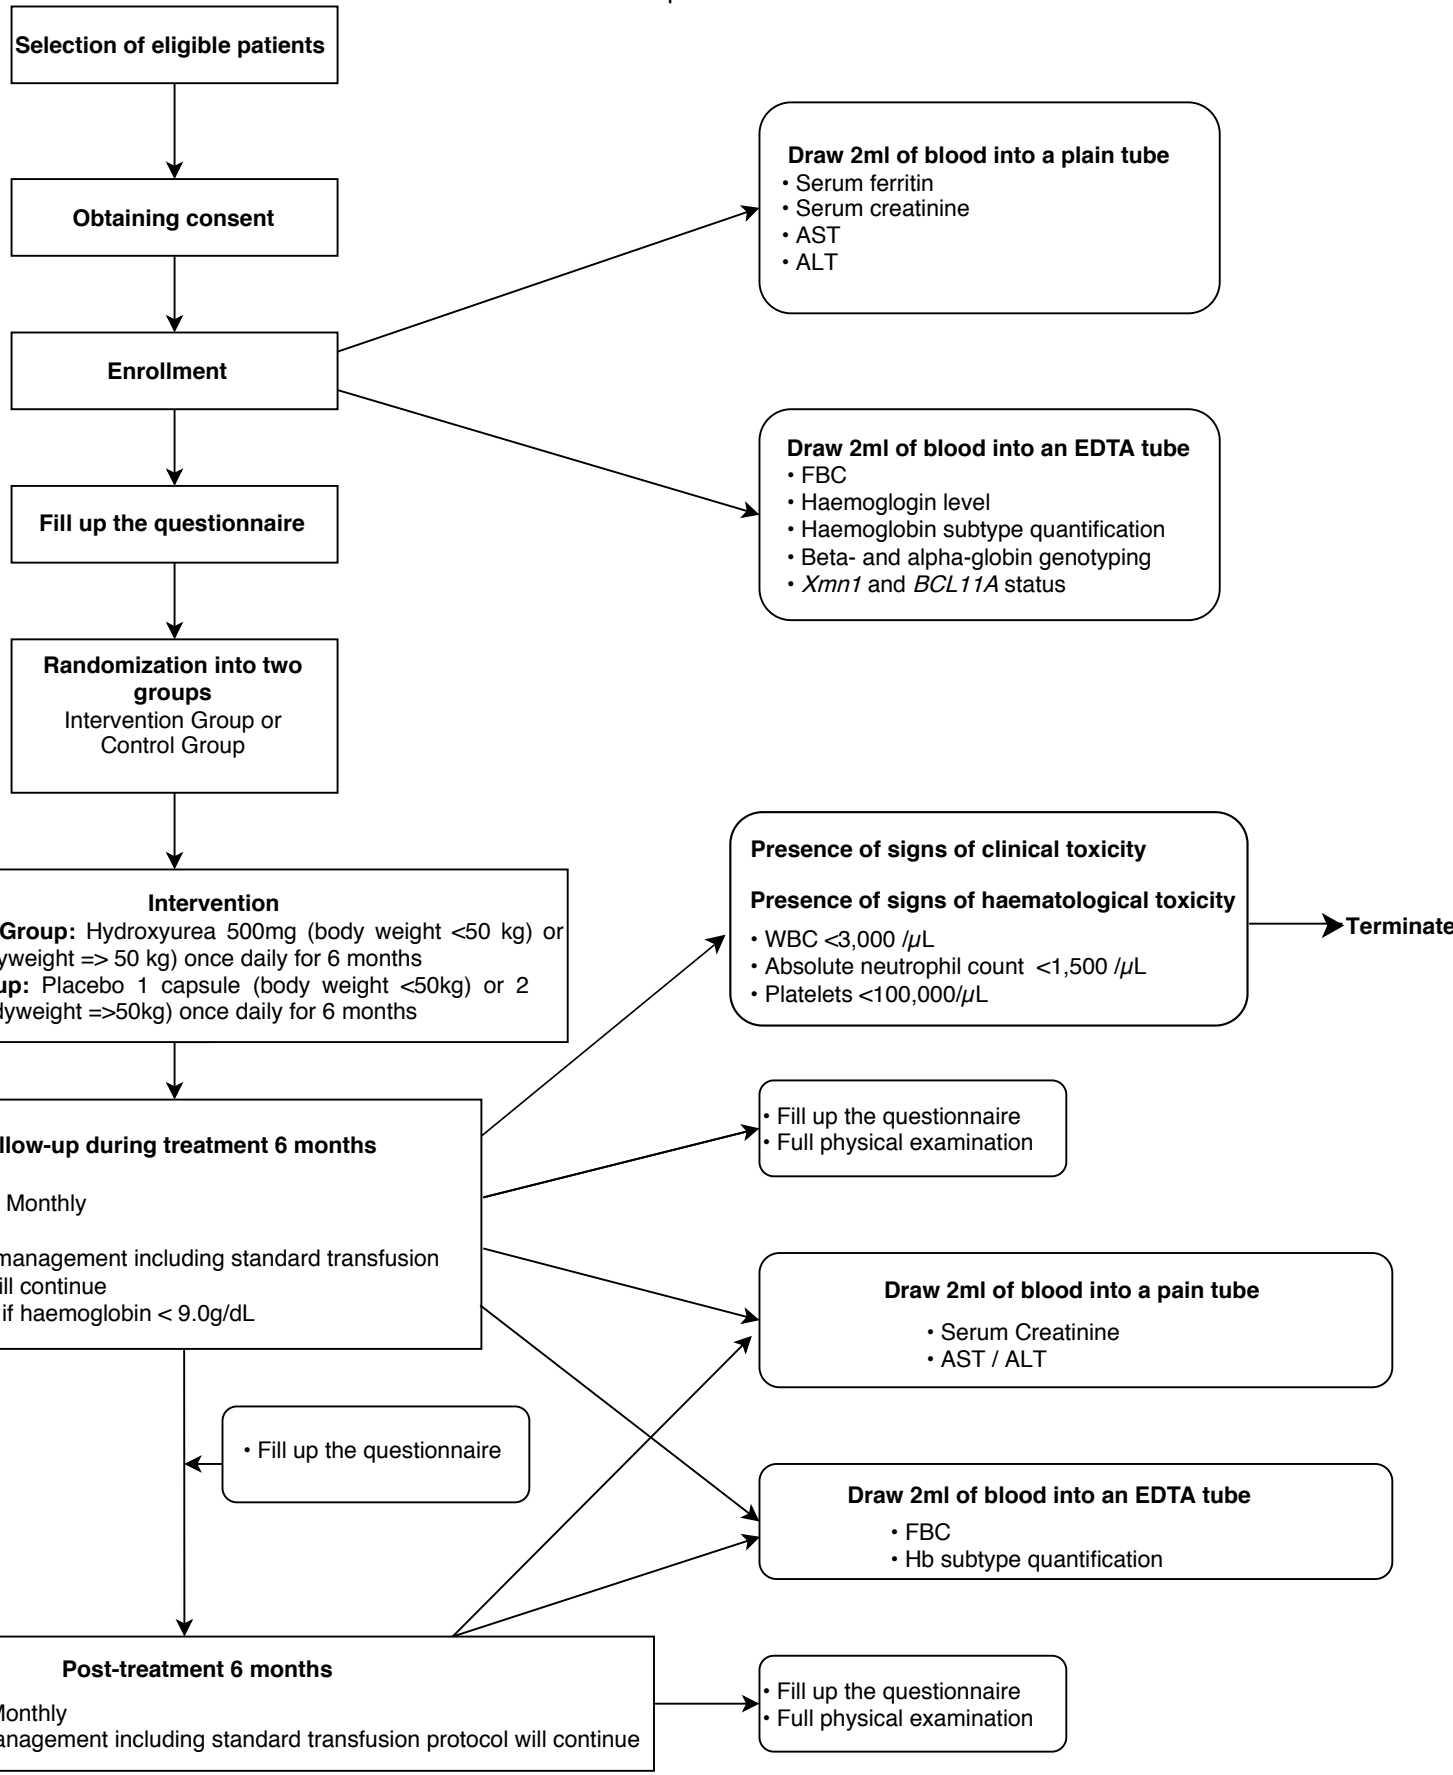 Selection of eligible patients
Obtaining consent
Enrollment
Draw 2ml of blood into a plain tube
• Serum ferritin
• Serum creatinine
• AST
• ALT
Draw 2ml of blood into an EDTA tube
• FBC
• Haemoglogin level
• Haemoglobin subtype quantification
• Beta- and alpha-globin genotyping
• Xmn1 and BCL11A status
Fill up the questionnaire
Randomization into two
groups
Intervention Group or
Control Group
Intervention
Group: Hydroxyurea 500mg (body weight <50 kg) or
yweight => 50 kg) once daily for 6 months
up: Placebo 1 capsule (body weight <50kg) or 2
dyweight =>50kg) once daily for 6 months
Presence of signs of clinical toxicity
Presence of signs of haematological toxicity
• WBC <3,000 /µL
• Absolute neutrophil count <1,500 /µL
• Platelets <100,000/µL
Terminate
llow-up during treatment 6 months
Monthly
management including standard transfusion
ill continue
if haemoglobin < 9.0g/dL
• Fill up the questionnaire
• Full physical examination
Draw 2ml of blood into a pain tube
• Serum Creatinine
• AST / ALT
• Fill up the questionnaire
Draw 2ml of blood into an EDTA tube
• FBC
• Hb subtype quantification
Post-treatment 6 months
Monthly
anagement including standard transfusion protocol will continue
• Fill up the questionnaire
• Full physical examination